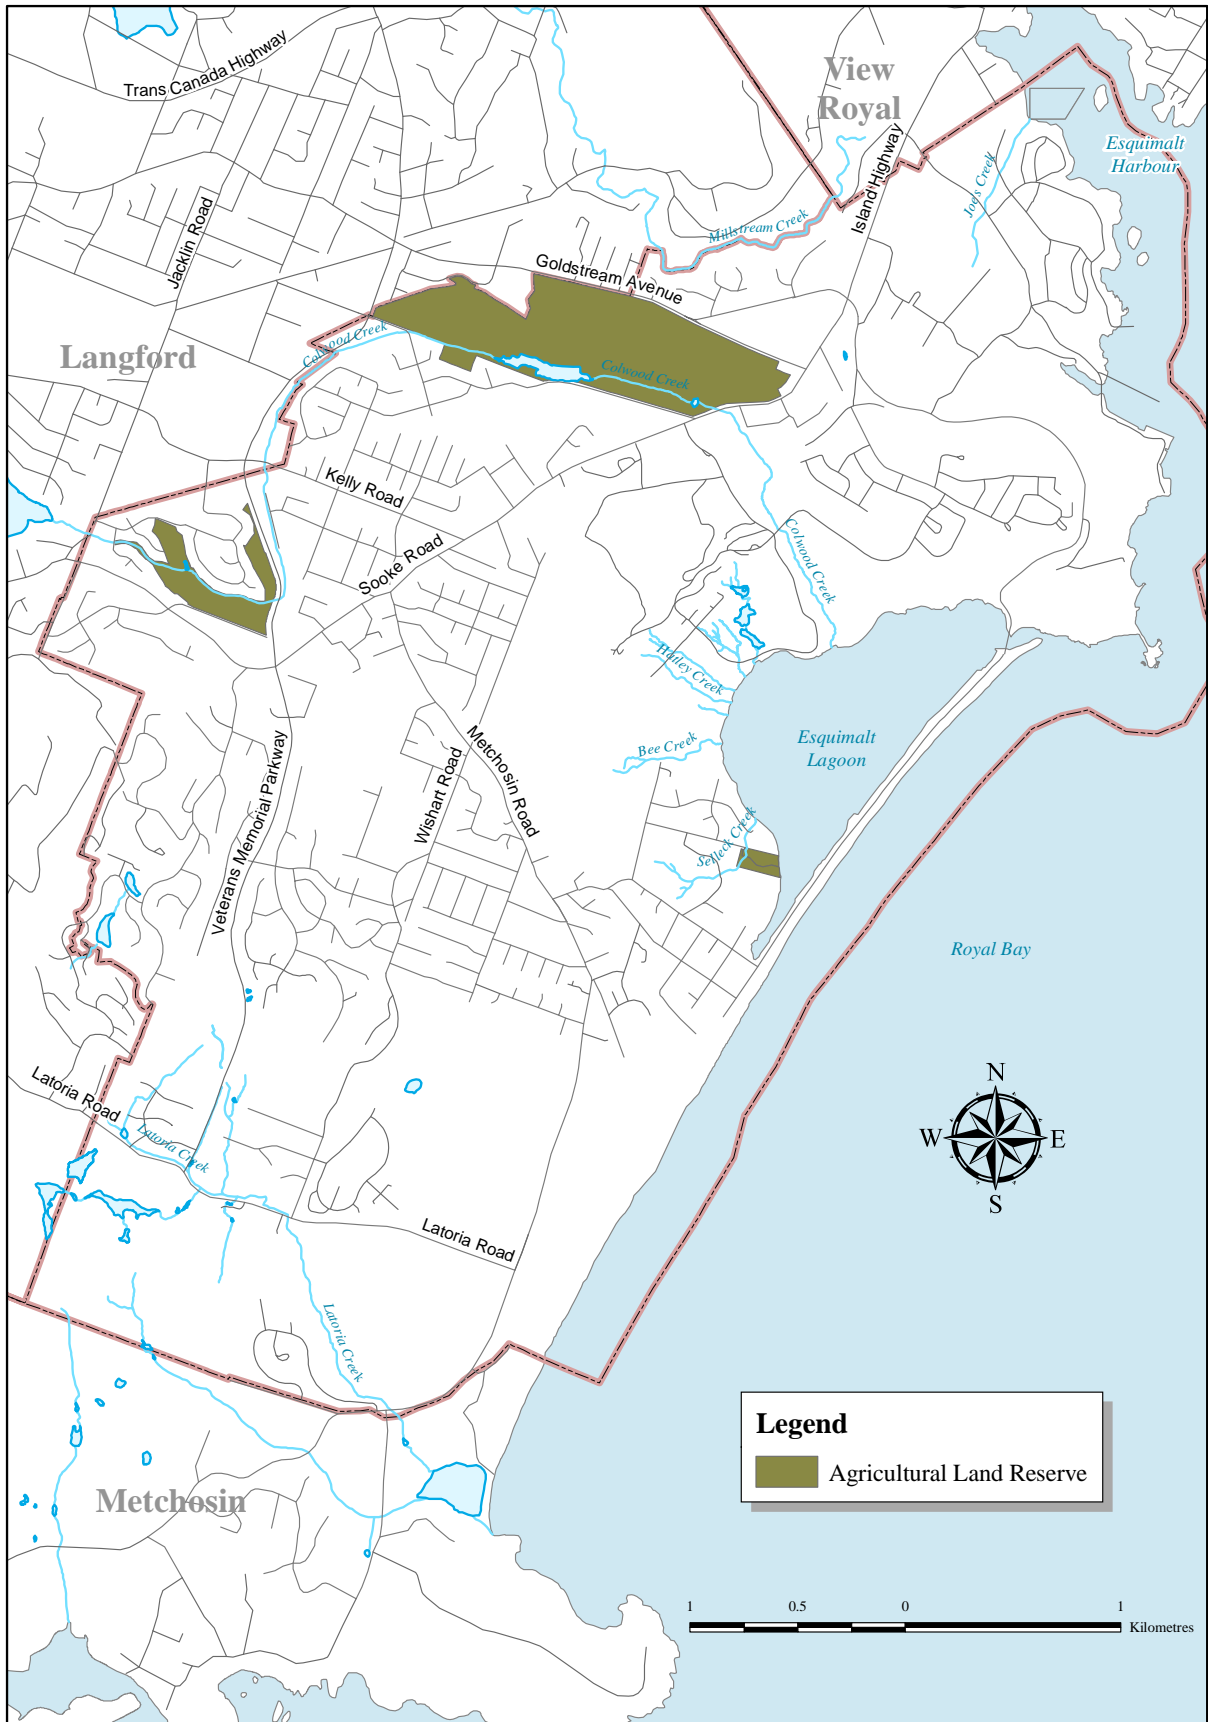 Trans Canada Highway
View
Royal
Esquimalt
Harbour
Island Highway
Joe's Creek
Millstream Creek
Jacklin Road
Goldstream Avenue
Langford
Colwood Creek
Colwood Creek
Kelly Road
Sooke Road
Colwood Creek
Hatley Creek
Bee Creek
Esquimalt
Lagoon
Metchosin Road
Wishart Road
Veterans Memorial Parkway
Selleck Creek
Royal Bay
Latoria Road
Latoria Creek
N
W
E
S
Latoria Road
Latoria Creek
Legend
Agricultural Land Reserve
Metchosin
1 0.5 0 1
Kilometres